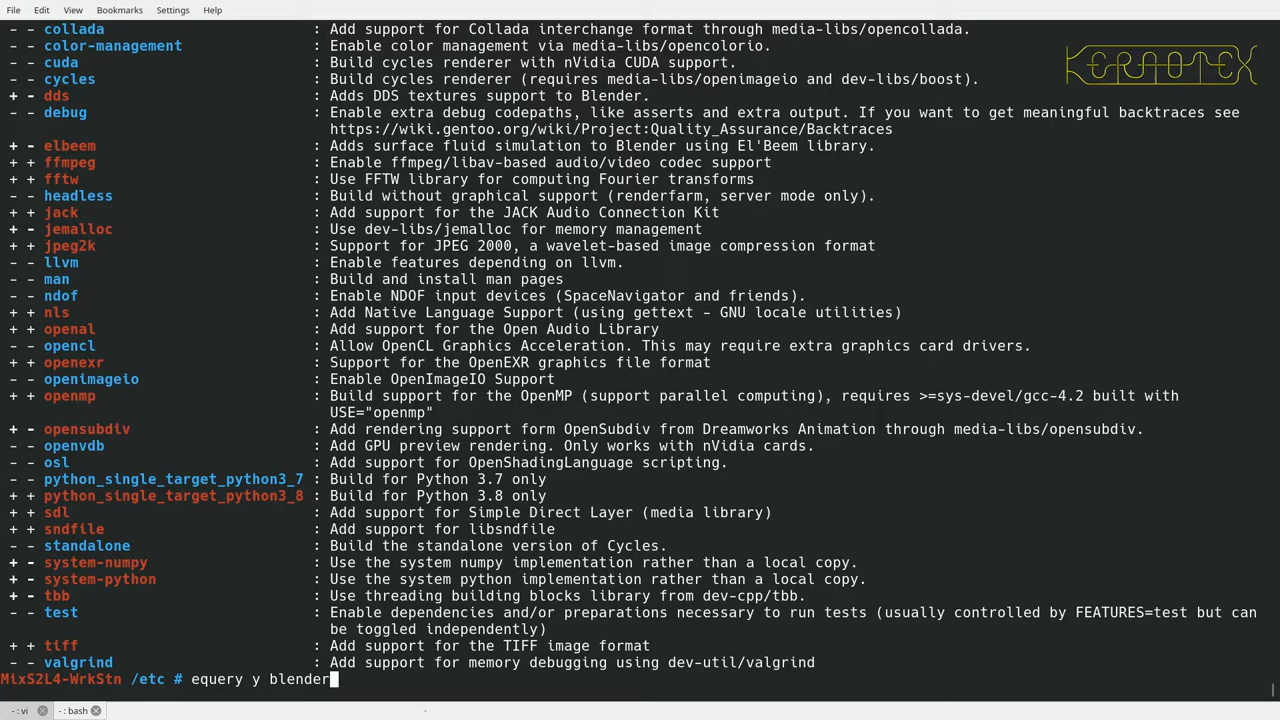 File Edit View Bookmarks Settings Help
KERAOTEX
- - collada : Add support for Collada interchange format through media-libs/opencollada.
- - color-management : Enable color management via media-libs/opencolorio.
- - cuda : Build cycles renderer with nVidia CUDA support.
- - cycles : Build cycles renderer (requires media-libs/openimageio and dev-libs/boost).
+ - dds : Adds DDS textures support to Blender.
- - debug : Enable extra debug codepaths, like asserts and extra output. If you want to get meaningful backtraces see
https://wiki.gentoo.org/wiki/Project:Quality_Assurance/Backtraces
+ - elbeem : Adds surface fluid simulation to Blender using El'Beem library.
+ + ffmpeg : Enable ffmpeg/libav-based audio/video codec support
+ + fftw : Use FFTW library for computing Fourier transforms
- - headless : Build without graphical support (renderfarm, server mode only).
+ + jack : Add support for the JACK Audio Connection Kit
+ - jemalloc : Use dev-libs/jemalloc for memory management
+ + jpeg2k : Support for JPEG 2000, a wavelet-based image compression format
- - llvm : Enable features depending on llvm.
- - man : Build and install man pages
- - ndof : Enable NDOF input devices (SpaceNavigator and friends).
+ + nls : Add Native Language Support (using gettext - GNU locale utilities)
+ + openal : Add support for the Open Audio Library
- - opencl : Allow OpenCL Graphics Acceleration. This may require extra graphics card drivers.
+ + openexr : Support for the OpenEXR graphics file format
- - openimageio : Enable OpenImageIO Support
+ + openmp : Build support for the OpenMP (support parallel computing), requires >=sys-devel/gcc-4.2 built with
USE="openmp"
+ - opensubdiv : Add rendering support form OpenSubdiv from Dreamworks Animation through media-libs/opensubdiv.
- - openvdb : Add GPU preview rendering. Only works with nVidia cards.
- - osl : Add support for OpenShadingLanguage scripting.
- - python_single_target_python3_7 : Build for Python 3.7 only
+ + python_single_target_python3_8 : Build for Python 3.8 only
+ + sdl : Add support for Simple Direct Layer (media library)
+ + sndfile : Add support for libsndfile
- - standalone : Build the standalone version of Cycles.
+ - system-numpy : Use the system numpy implementation rather than a local copy.
+ - system-python : Use the system python implementation rather than a local copy.
+ - tbb : Use threading building blocks library from dev-cpp/tbb.
- - test : Enable dependencies and/or preparations necessary to run tests (usually controlled by FEATURES=test but can
be toggled independently)
+ + tiff : Add support for the TIFF image format
- - valgrind : Add support for memory debugging using dev-util/valgrind
MixS2L4-WrkStn /etc # equery y blender
- : vi - : bash